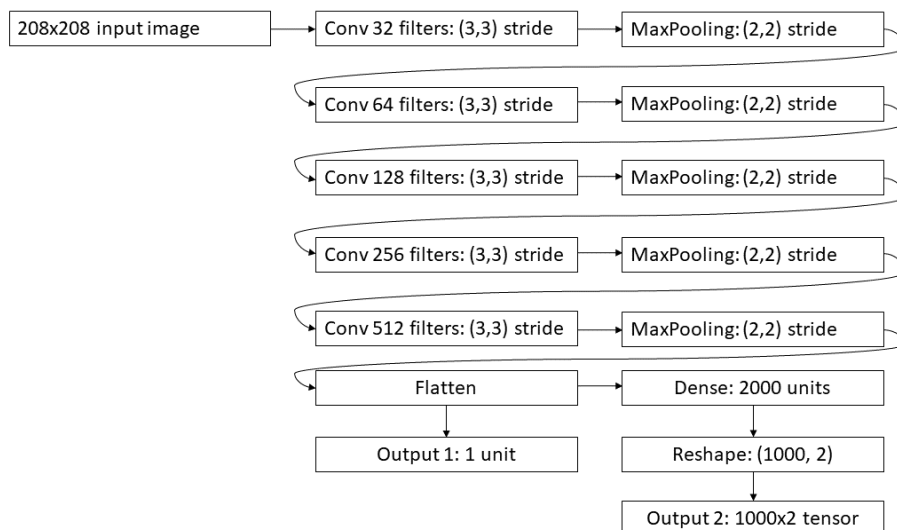 208x208 input image
Conv 32 filters: (3,3) stride
MaxPooling: (2,2) stride
Conv 64 filters: (3,3) stride
MaxPooling: (2,2) stride
Conv 128 filters: (3,3) stride
MaxPooling: (2,2) stride
Conv 256 filters: (3,3) stride
MaxPooling: (2,2) stride
Conv 512 filters: (3,3) stride
MaxPooling: (2,2) stride
Flatten
Dense: 2000 units
Output 1: 1 unit
Reshape: (1000, 2)
Output 2: 1000x2 tensor